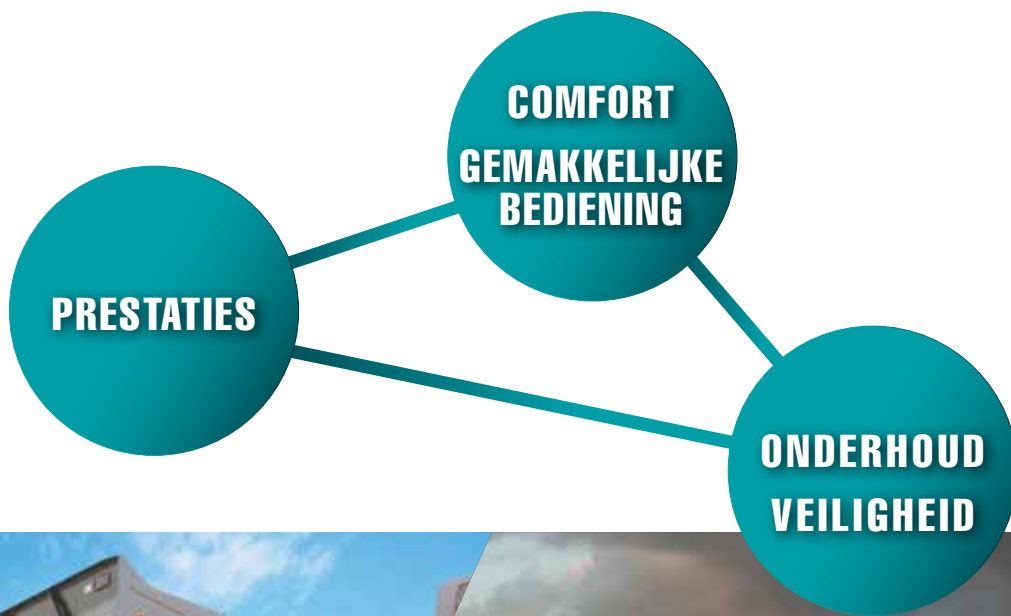 COMFORT
GEMAKKELIJKE
BEDIENING
PRESTATIES
ONDERHOUD
VEILIGHEID